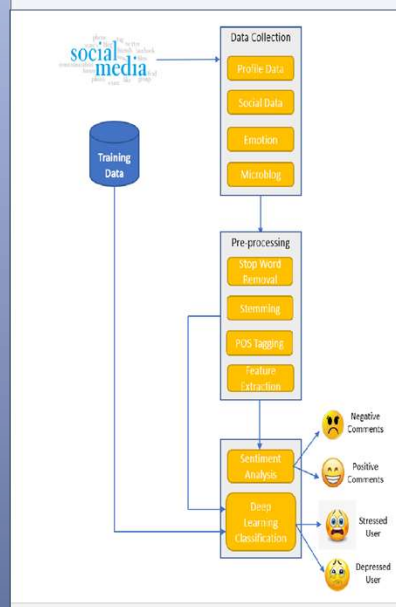 social
media
Data Collection
Profile Data
Social Data
Emotion
Microblog
Training
Data
Pre-processing
Stop Word
Removal
Stemming
POS Tagging
Feature
Extraction
Sentiment
Analysis
Deep
Learning
Classification
Negative
Comments
Positive
Comments
Stressed
User
Depressed
User